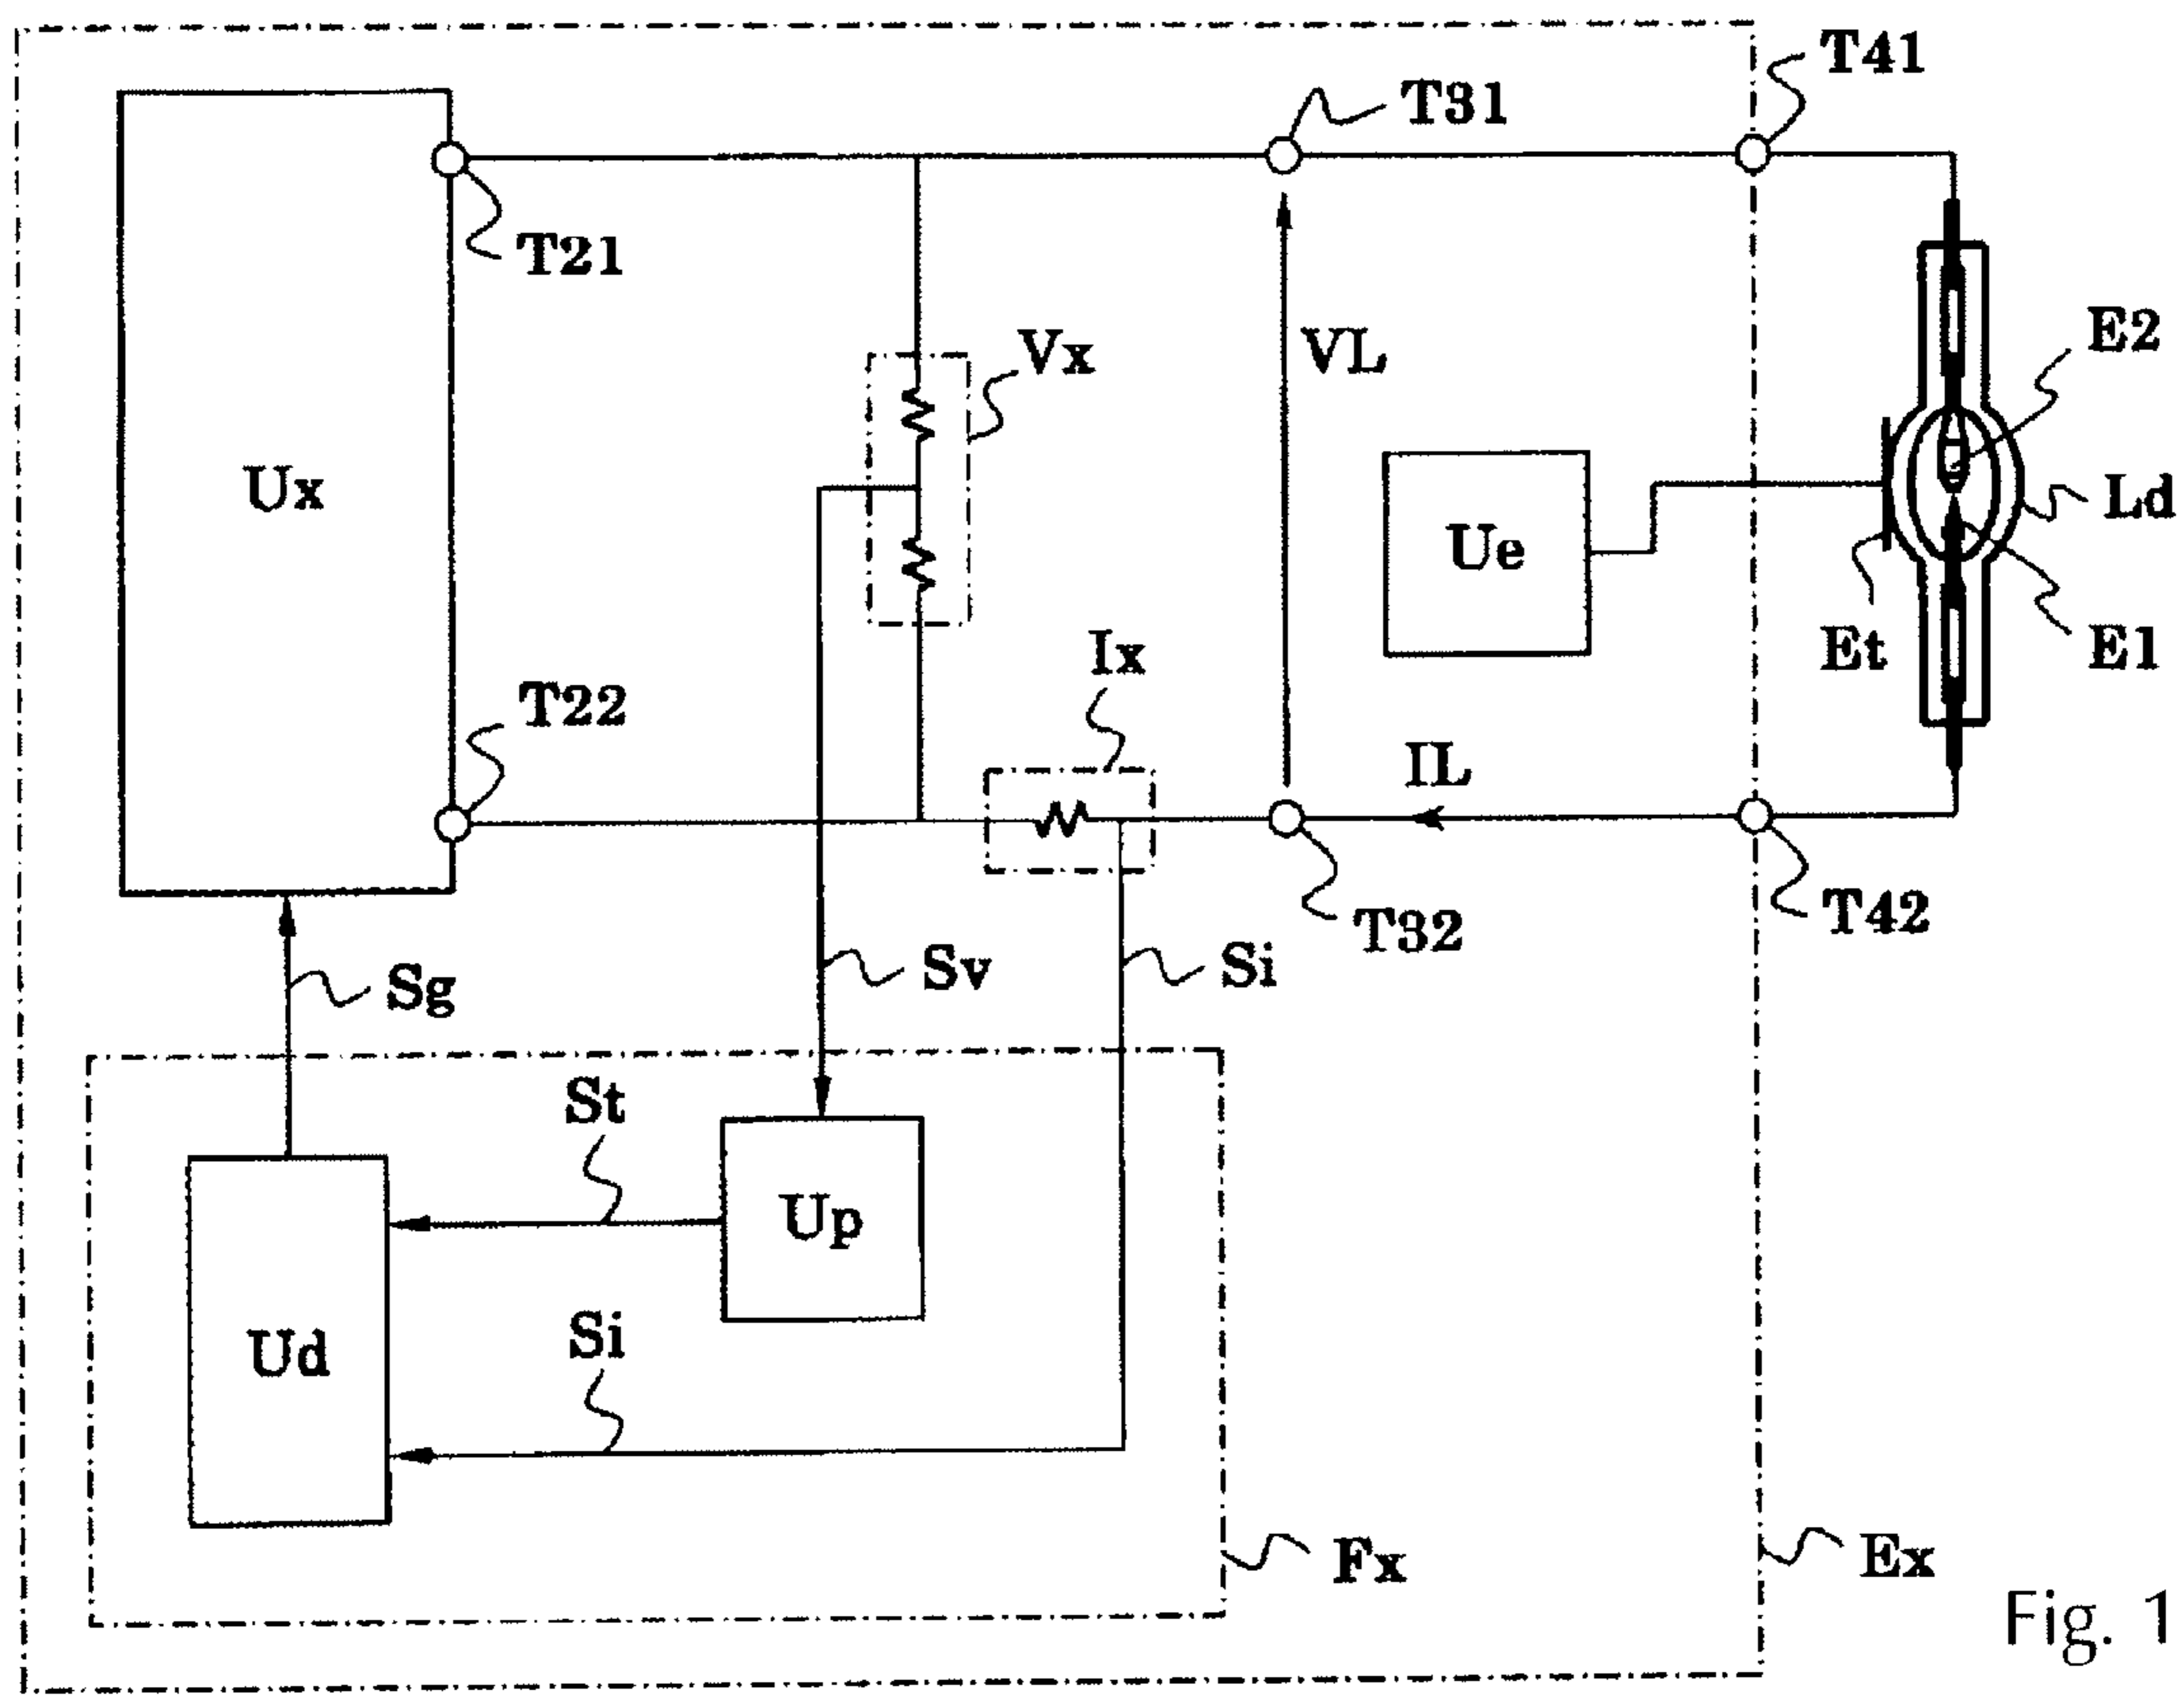 T41
T31
T21
E2
Vx
VL
Ux
Ld
Ue
Et
E1
Ix
T22
IL
T42
T32
Sv
Si
Sg
St
Up
Si
Ud
Fx
Ex
Fig. 1